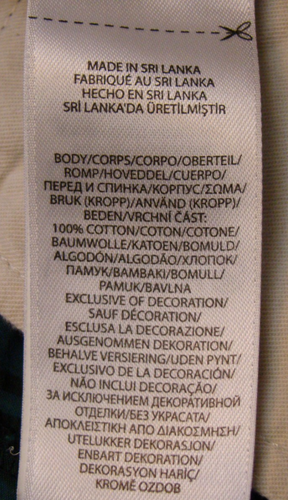 MADE IN SRI LANKA
FABRIQUÉ AU SRI LANKA
HECHO EN SRI LANKA
SRİ LANKA'DA ÜRETİLMİŞTİR
BODY/CORPS/CORPO/OBERTEIL/
ROMP/HOVEDDEL/CUERPO/
ПЕРЕД И СПИНКА/КОРПУС/ΣΩΜΑ/
BRUK (KROPP)/ANVÄND (KROPP)/
BEDEN/VRCHNÍ ČÁST:
100% COTTON/COTON/COTONE/
BAUMWOLLE/KATOEN/BOMULD/
ALGODÓN/ALGODÃO/ХЛОПОК/
ПАМУК/ΒΑΜΒΑΚΙ/BOMULL/
PAMUK/BAVLNA
EXCLUSIVE OF DECORATION/
SAUF DÉCORATION/
ESCLUSA LA DECORAZIONE/
AUSGENOMMEN DEKORATION/
BEHALVE VERSIERING/UDEN PYNT/
EXCLUSIVO DE LA DECORACIÓN/
NÃO INCLUI DECORAÇÃO/
ЗА ИСКЛЮЧЕНИЕМ ДЕКОРАТИВНОЙ
ОТДЕЛКИ/БЕЗ УКРАСАТА/
ΑΠΟΚΛΕΙΣΤΙΚΗ ΑΠΟ ΔΙΑΚΟΣΜΗΣΗ/
UTELUKKER DEKORASJON/
ENBART DEKORATION/
DEKORASYON HARİÇ/
KROMĚ OZDOB